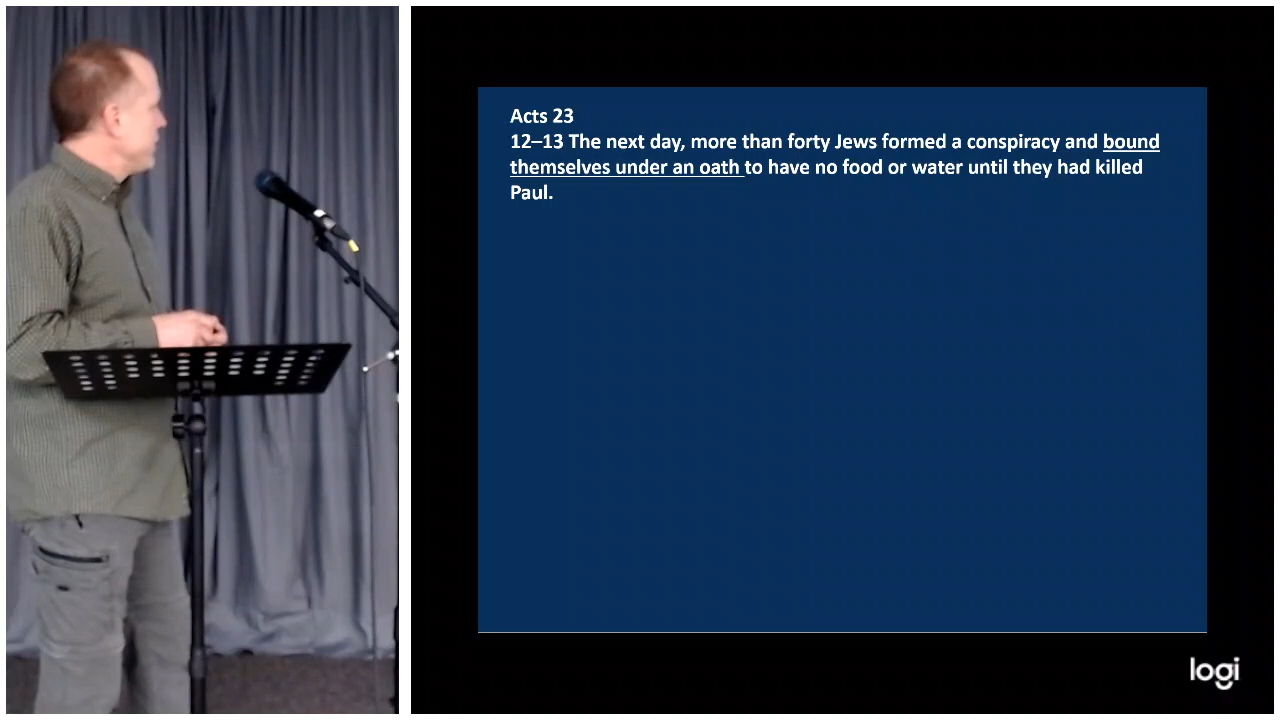 Acts 23
12–13 The next day, more than forty Jews formed a conspiracy and bound
themselves under an oath to have no food or water until they had killed
Paul.
logi